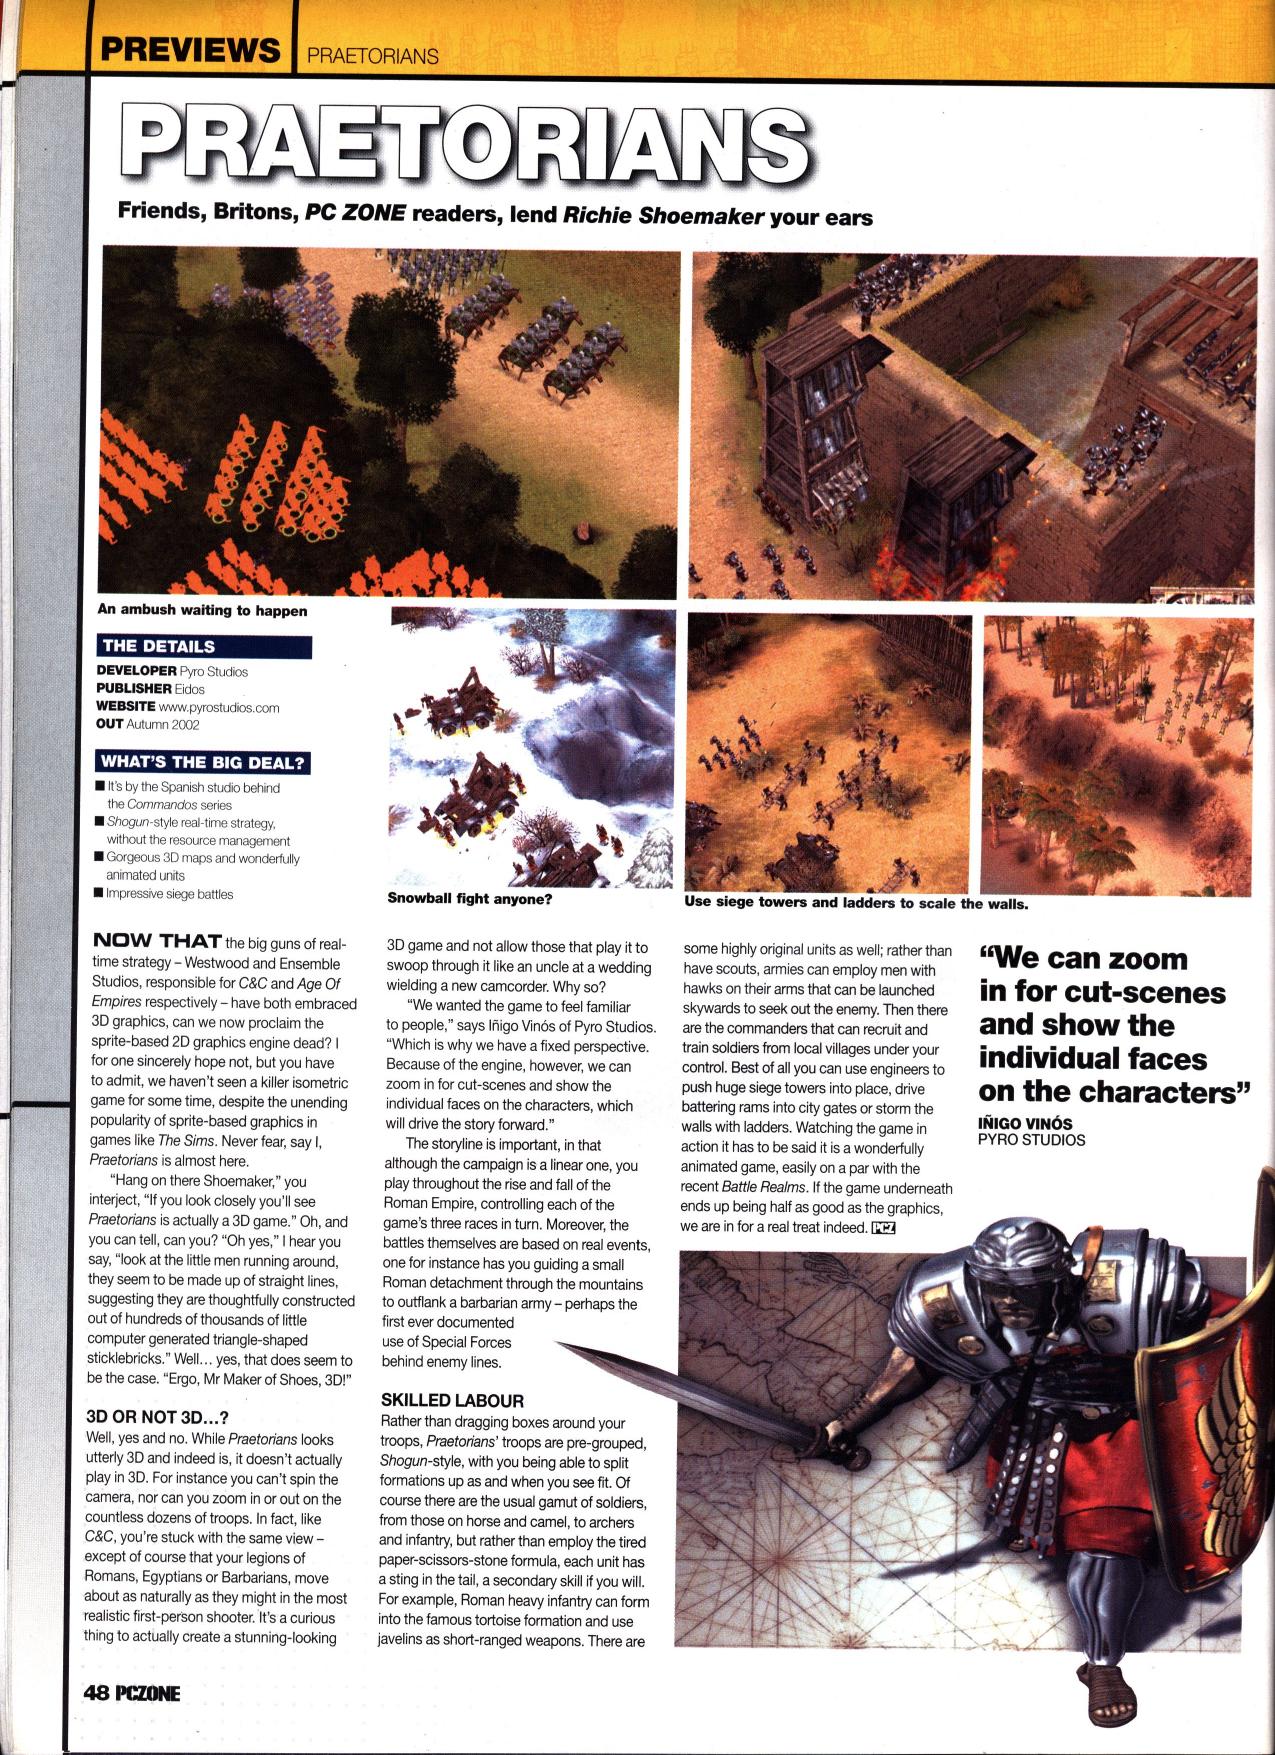 PREVIEWS PRAETORIANS
PRAETORIANS
Friends, Britons, PC ZONE readers, lend Richie Shoemaker your ears
An ambush waiting to happen
THE DETAILS
DEVELOPER Pyro Studios
PUBLISHER Eidos
WEBSITE www.pyrostudios.com
OUT Autumn 2002
WHAT'S THE BIG DEAL?
■ It's by the Spanish studio behind
the Commandos series
■ Shogun-style real-time strategy,
without the resource management
■ Gorgeous 3D maps and wonderfully
animated units
■ Impressive siege battles
Snowball fight anyone?
Use siege towers and ladders to scale the walls.
NOW THAT the big guns of real-
time strategy – Westwood and Ensemble
Studios, responsible for C&C and Age Of
Empires respectively – have both embraced
3D graphics, can we now proclaim the
sprite-based 2D graphics engine dead? I
for one sincerely hope not, but you have
to admit, we haven't seen a killer isometric
game for some time, despite the unending
popularity of sprite-based graphics in
games like The Sims. Never fear, say I,
Praetorians is almost here.
"Hang on there Shoemaker," you
interject, "If you look closely you'll see
Praetorians is actually a 3D game." Oh, and
you can tell, can you? "Oh yes," I hear you
say, "look at the little men running around,
they seem to be made up of straight lines,
suggesting they are thoughtfully constructed
out of hundreds of thousands of little
computer generated triangle-shaped
sticklebricks." Well... yes, that does seem to
be the case. "Ergo, Mr Maker of Shoes, 3D!"
3D OR NOT 3D...?
Well, yes and no. While Praetorians looks
utterly 3D and indeed is, it doesn't actually
play in 3D. For instance you can't spin the
camera, nor can you zoom in or out on the
countless dozens of troops. In fact, like
C&C, you're stuck with the same view –
except of course that your legions of
Romans, Egyptians or Barbarians, move
about as naturally as they might in the most
realistic first-person shooter. It's a curious
thing to actually create a stunning-looking
3D game and not allow those that play it to
swoop through it like an uncle at a wedding
wielding a new camcorder. Why so?
"We wanted the game to feel familiar
to people," says Iñigo Vinós of Pyro Studios.
"Which is why we have a fixed perspective.
Because of the engine, however, we can
zoom in for cut-scenes and show the
individual faces on the characters, which
will drive the story forward."
The storyline is important, in that
although the campaign is a linear one, you
play throughout the rise and fall of the
Roman Empire, controlling each of the
game's three races in turn. Moreover, the
battles themselves are based on real events,
one for instance has you guiding a small
Roman detachment through the mountains
to outflank a barbarian army – perhaps the
first ever documented
use of Special Forces
behind enemy lines.
SKILLED LABOUR
Rather than dragging boxes around your
troops, Praetorians' troops are pre-grouped,
Shogun-style, with you being able to split
formations up as and when you see fit. Of
course there are the usual gamut of soldiers,
from those on horse and camel, to archers
and infantry, but rather than employ the tired
paper-scissors-stone formula, each unit has
a sting in the tail, a secondary skill if you will.
For example, Roman heavy infantry can form
into the famous tortoise formation and use
javelins as short-ranged weapons. There are
some highly original units as well; rather than
have scouts, armies can employ men with
hawks on their arms that can be launched
skywards to seek out the enemy. Then there
are the commanders that can recruit and
train soldiers from local villages under your
control. Best of all you can use engineers to
push huge siege towers into place, drive
battering rams into city gates or storm the
walls with ladders. Watching the game in
action it has to be said it is a wonderfully
animated game, easily on a par with the
recent Battle Realms. If the game underneath
ends up being half as good as the graphics,
we are in for a real treat indeed. PCZ
"We can zoom
in for cut-scenes
and show the
individual faces
on the characters"
IÑIGO VINÓS
PYRO STUDIOS
48 PCZONE